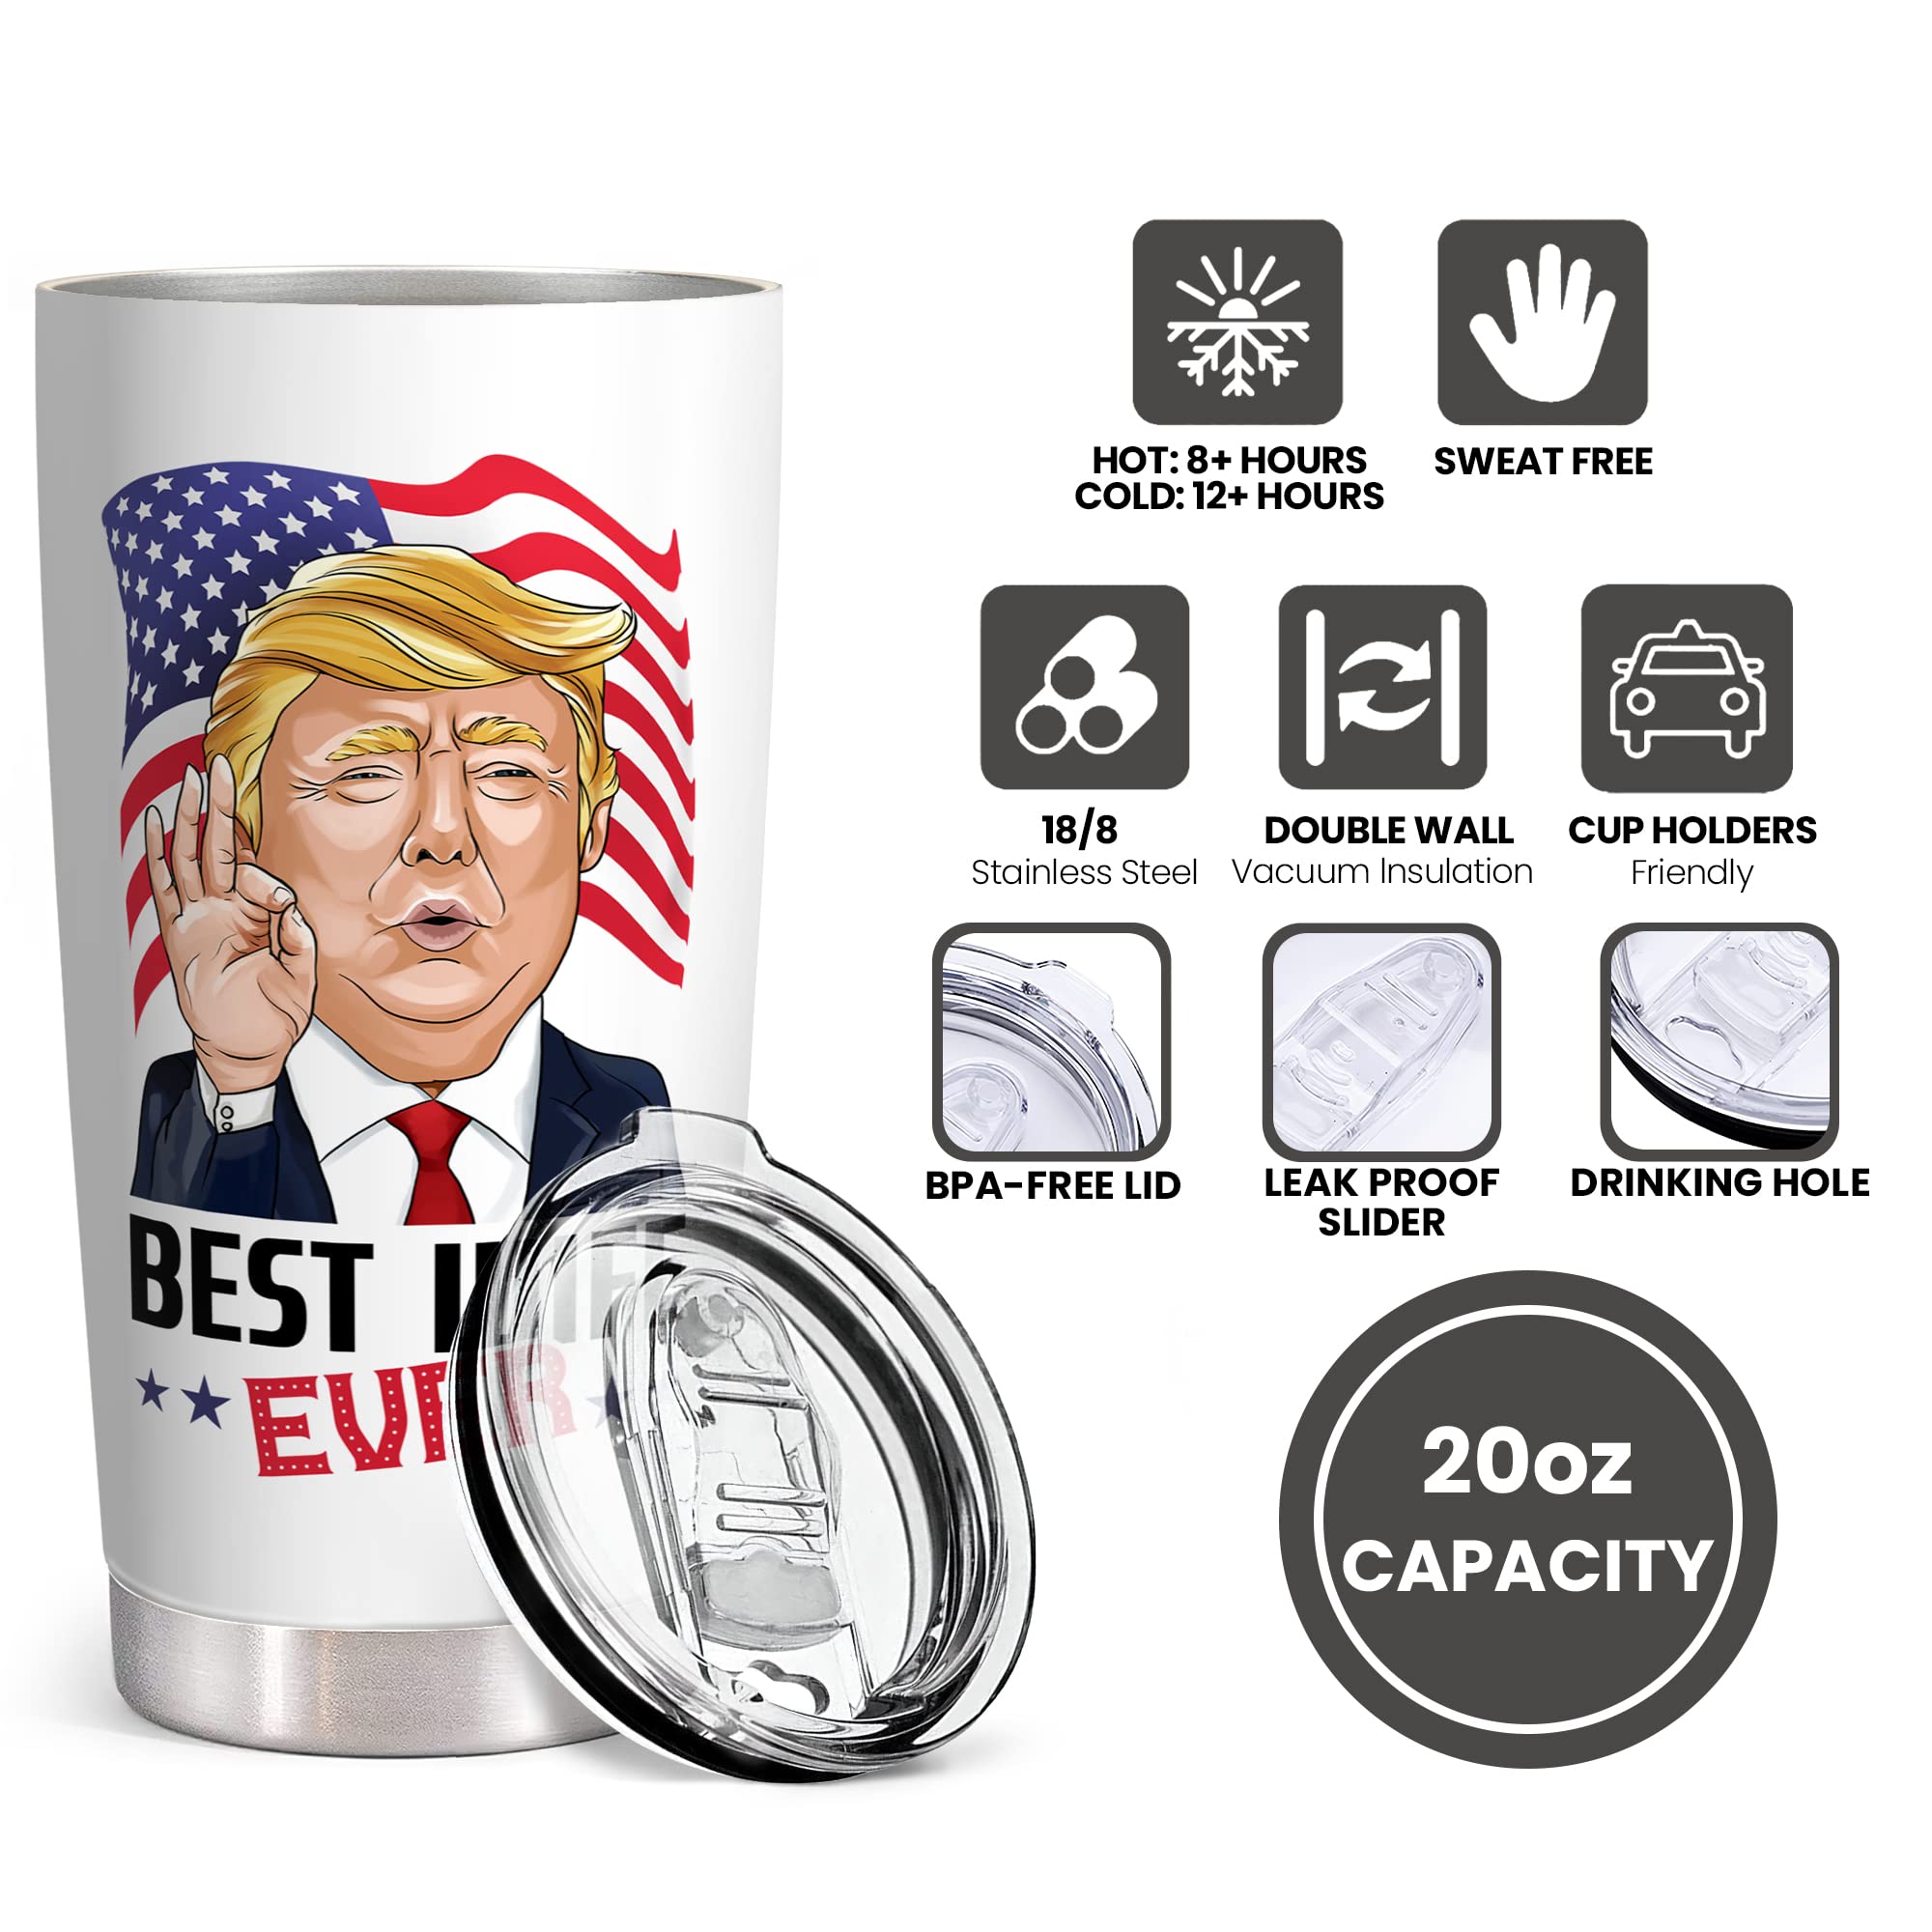 BEST
EVER
HOT: 8+ HOURS
COLD: 12+ HOURS
SWEAT FREE
18/8
Stainless Steel
DOUBLE WALL
Vacuum Insulation
CUP HOLDERS
Friendly
BPA-FREE LID
LEAK PROOF
SLIDER
DRINKING HOLE
20oz
CAPACITY